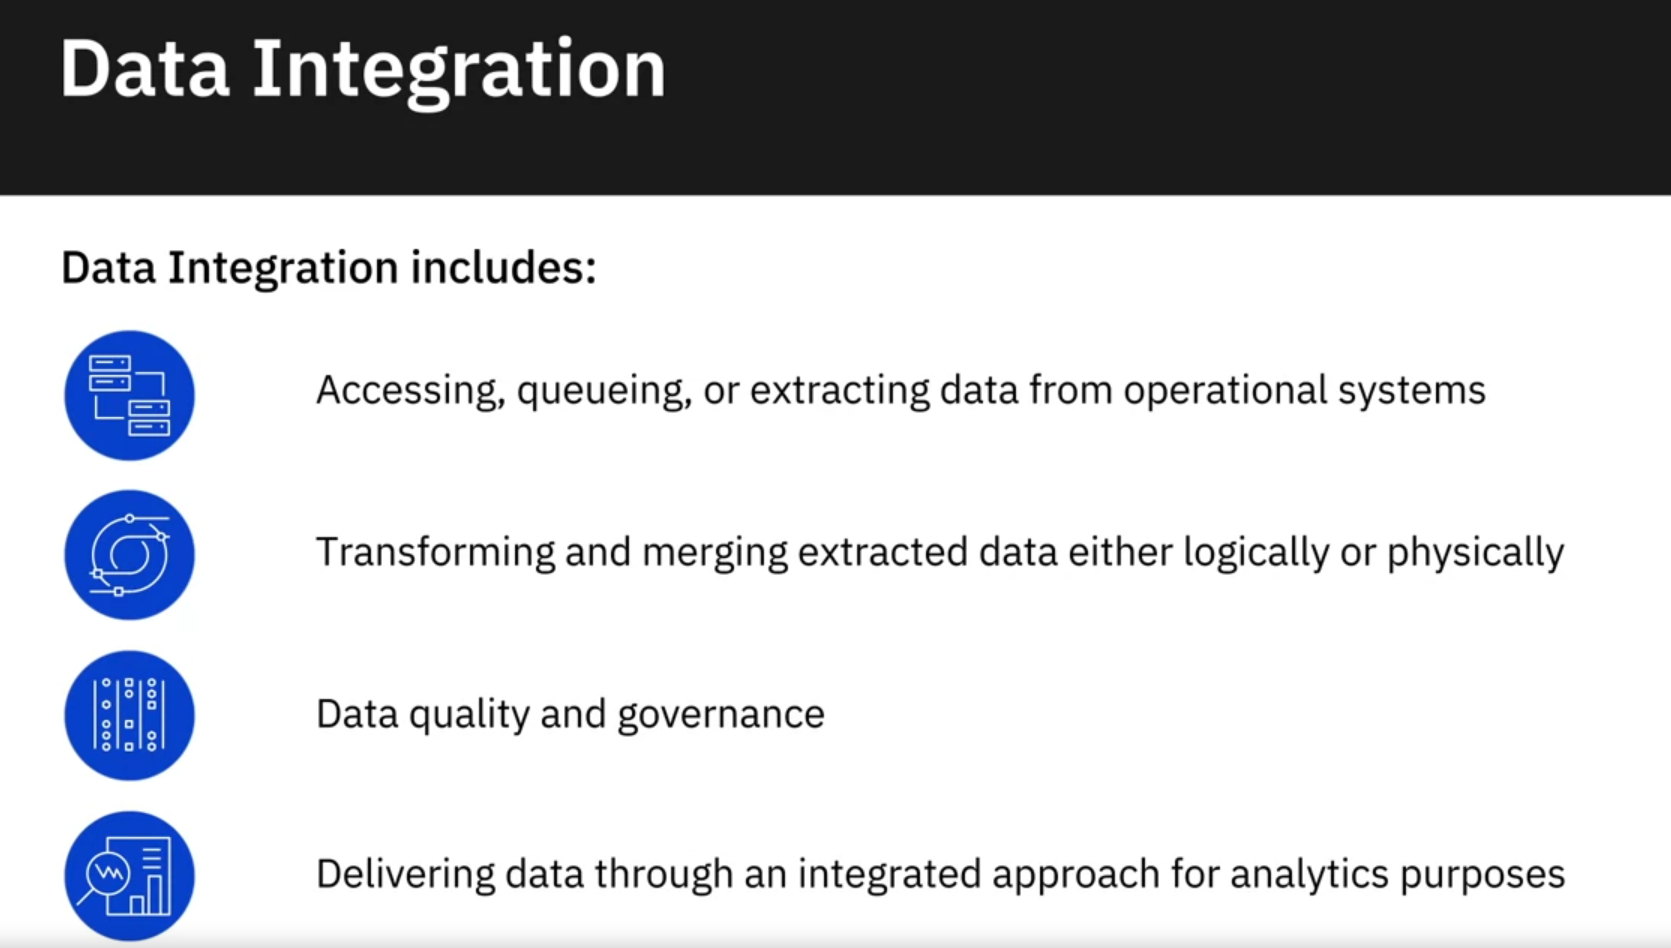 Data Integration
Data Integration includes:
Accessing, queueing, or extracting data from operational systems
Transforming and merging extracted data either logically or physically
Data quality and governance
Delivering data through an integrated approach for analytics purposes